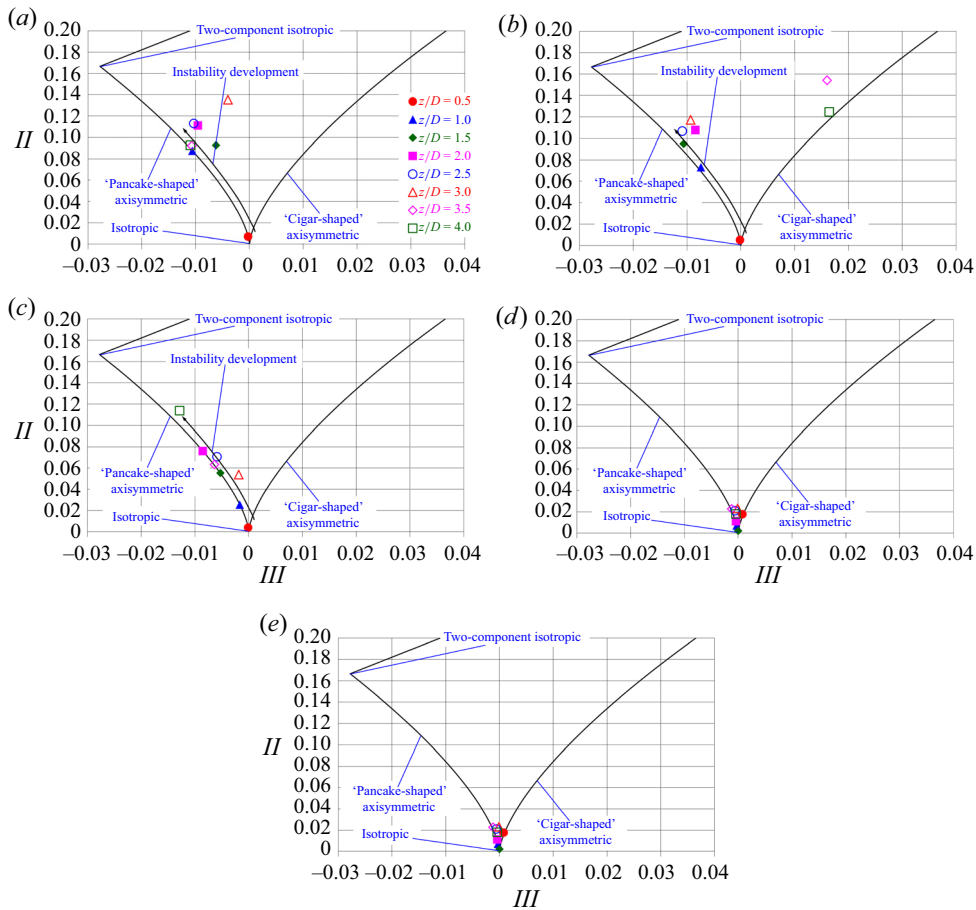 (a)
0.20
0.18
0.16
0.14
0.12
0.10
0.08
0.06
0.04
0.02
0
II
Two-component isotropic
Instability development
z/D = 0.5
z/D = 1.0
z/D = 1.5
z/D = 2.0
z/D = 2.5
z/D = 3.0
z/D = 3.5
z/D = 4.0
'Pancake-shaped'
axisymmetric
'Cigar-shaped'
axisymmetric
Isotropic
–0.03 –0.02 –0.01 0 0.01 0.02 0.03 0.04
(b)
0.20
0.18
0.16
0.14
0.12
0.10
0.08
0.06
0.04
0.02
0
Two-component isotropic
Instability development
'Pancake-shaped'
axisymmetric
'Cigar-shaped'
axisymmetric
Isotropic
–0.03 –0.02 –0.01 0 0.01 0.02 0.03 0.04
(c)
0.20
0.18
0.16
0.14
0.12
0.10
0.08
0.06
0.04
0.02
0
II
Two-component isotropic
Instability development
'Pancake-shaped'
axisymmetric
'Cigar-shaped'
axisymmetric
Isotropic
–0.03 –0.02 –0.01 0 0.01 0.02 0.03 0.04
III
(d)
0.20
0.18
0.16
0.14
0.12
0.10
0.08
0.06
0.04
0.02
0
Two-component isotropic
'Pancake-shaped'
axisymmetric
'Cigar-shaped'
axisymmetric
Isotropic
–0.03 –0.02 –0.01 0 0.01 0.02 0.03 0.04
III
(e)
0.20
0.18
0.16
0.14
0.12
0.10
0.08
0.06
0.04
0.02
0
II
Two-component isotropic
'Pancake-shaped'
axisymmetric
'Cigar-shaped'
axisymmetric
Isotropic
–0.03 –0.02 –0.01 0 0.01 0.02 0.03 0.04
III